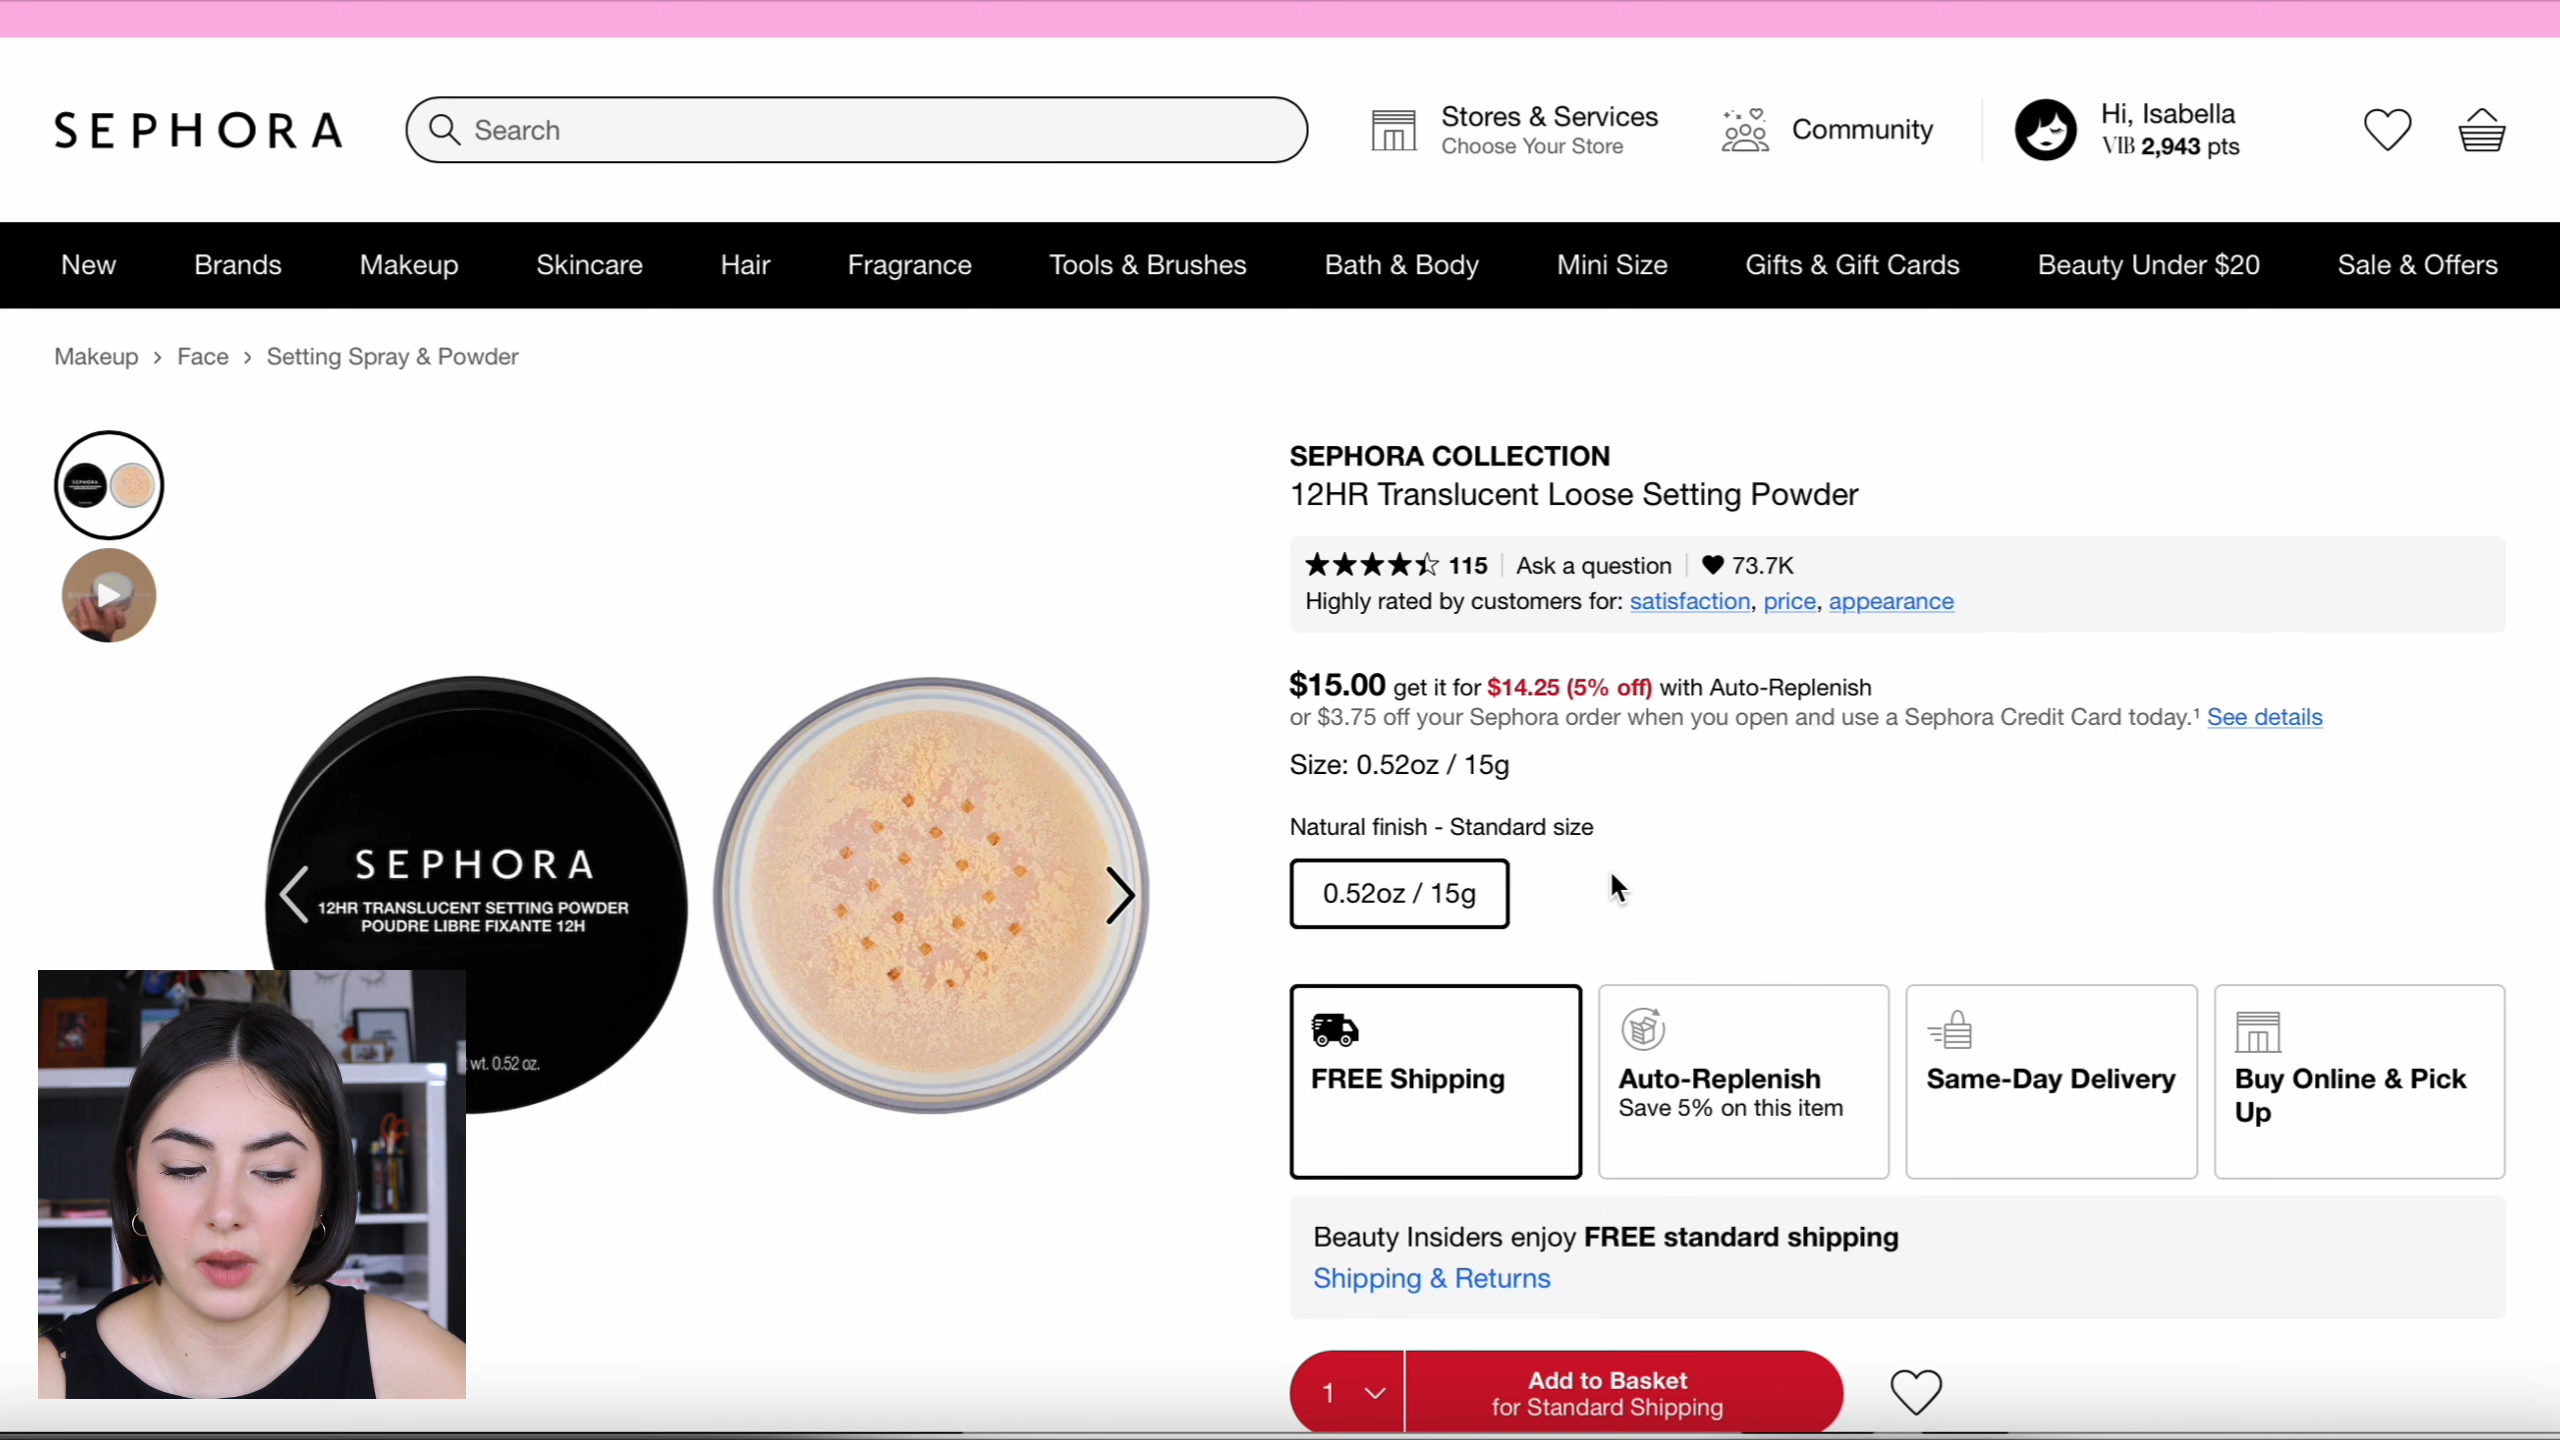 SEPHORA
Search
Stores & Services
Choose Your Store
Community
Hi, Isabella
VIB 2,943 pts
New
Brands
Makeup
Skincare
Hair
Fragrance
Tools & Brushes
Bath & Body
Mini Size
Gifts & Gift Cards
Beauty Under $20
Sale & Offers
Makeup > Face > Setting Spray & Powder
SEPHORA
12HR TRANSLUCENT SETTING POWDER
POUDRE LIBRE FIXANTE 12H
wt. 0.52 oz.
SEPHORA COLLECTION
12HR Translucent Loose Setting Powder
115 | Ask a question | 73.7K
Highly rated by customers for: satisfaction, price, appearance
$15.00 get it for $14.25 (5% off) with Auto-Replenish
or $3.75 off your Sephora order when you open and use a Sephora Credit Card today.¹ See details
Size: 0.52oz / 15g
Natural finish - Standard size
0.52oz / 15g
FREE Shipping
Auto-Replenish
Save 5% on this item
Same-Day Delivery
Buy Online & Pick
Up
Beauty Insiders enjoy FREE standard shipping
Shipping & Returns
1
Add to Basket
for Standard Shipping